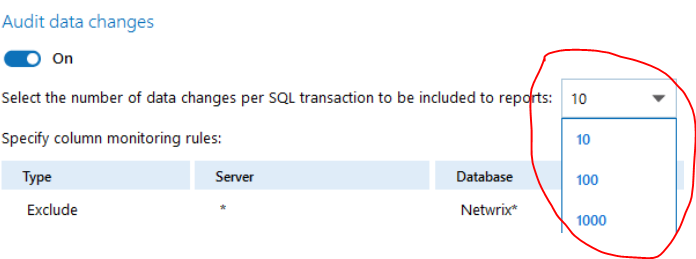 Audit data changes
On
Select the number of data changes per SQL transaction to be included to reports: 10
10
100
1000
Specify column monitoring rules:
Type Server Database
Exclude * Netwrix*